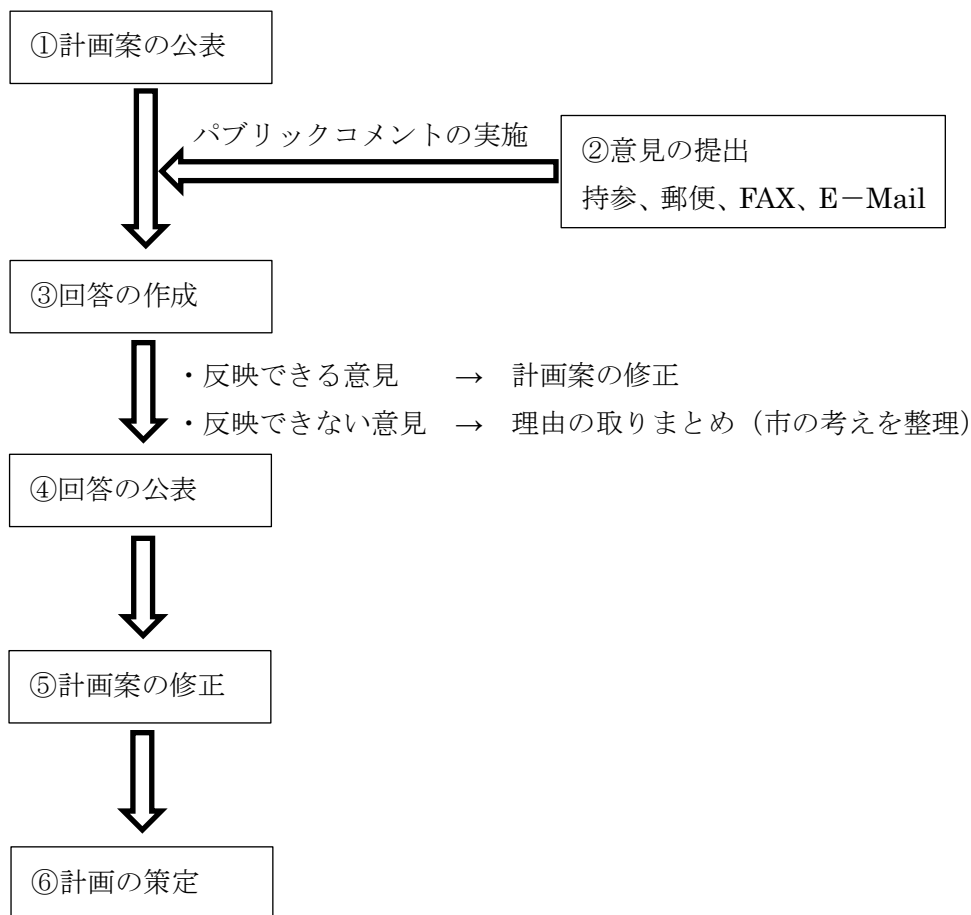 ①計画案の公表
パブリックコメントの実施
②意見の提出
持参、郵便、FAX、E－Mail
③回答の作成
・反映できる意見 → 計画案の修正
・反映できない意見 → 理由の取りまとめ（市の考えを整理）
④回答の公表
⑤計画案の修正
⑥計画の策定